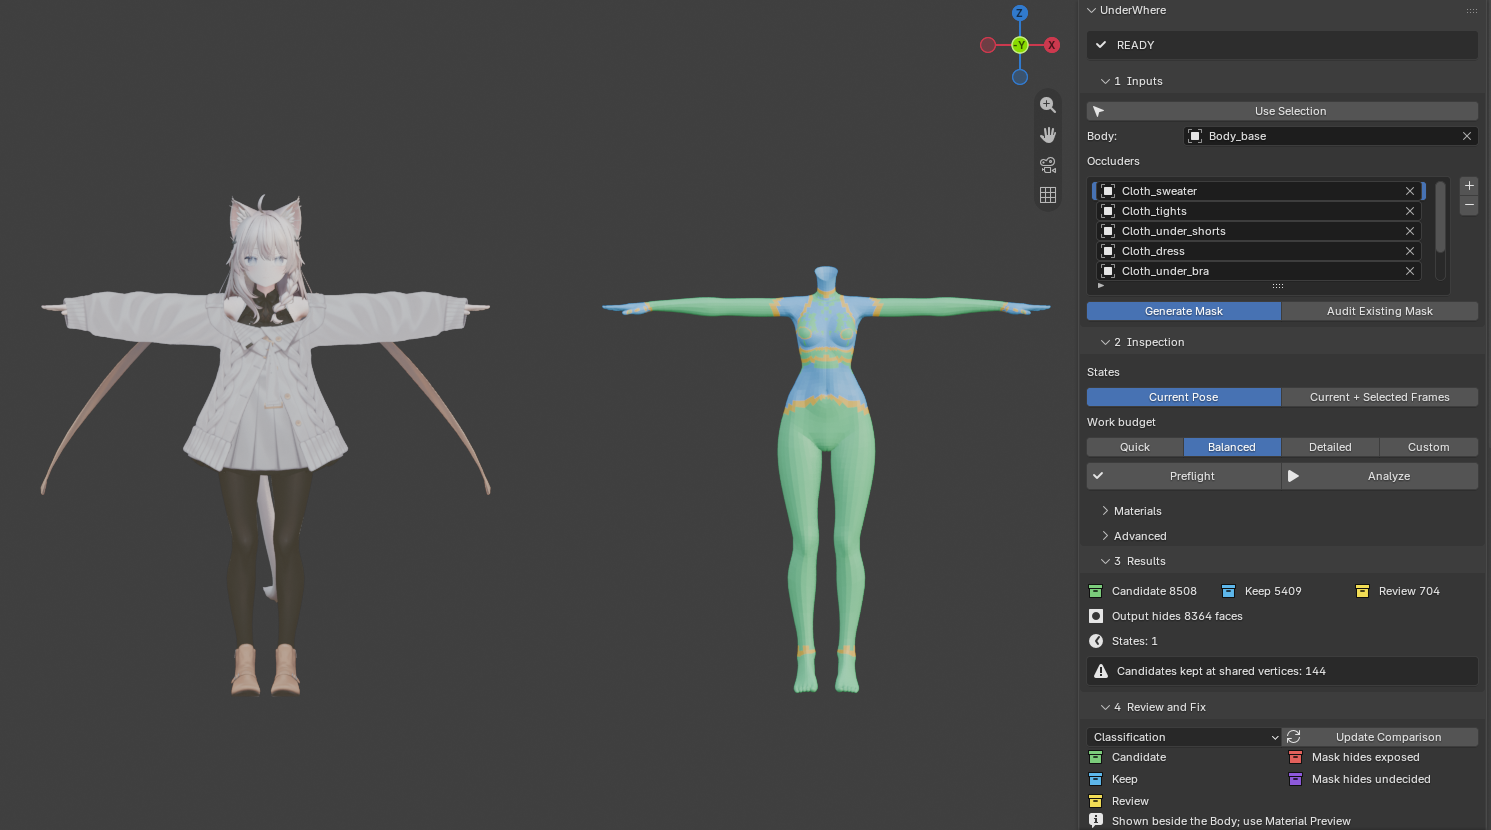 UnderWhere
READY
1 Inputs
Use Selection
Body: Body_base
Occluders
Cloth_sweater
Cloth_tights
Cloth_under_shorts
Cloth_dress
Cloth_under_bra
Generate Mask Audit Existing Mask
2 Inspection
States
Current Pose Current + Selected Frames
Work budget
Quick Balanced Detailed Custom
Preflight Analyze
Materials
Advanced
3 Results
Candidate 8508 Keep 5409 Review 704
Output hides 8364 faces
States: 1
Candidates kept at shared vertices: 144
4 Review and Fix
Classification Update Comparison
Candidate Mask hides exposed
Keep Mask hides undecided
Review
Shown beside the Body; use Material Preview
Z
-Y X